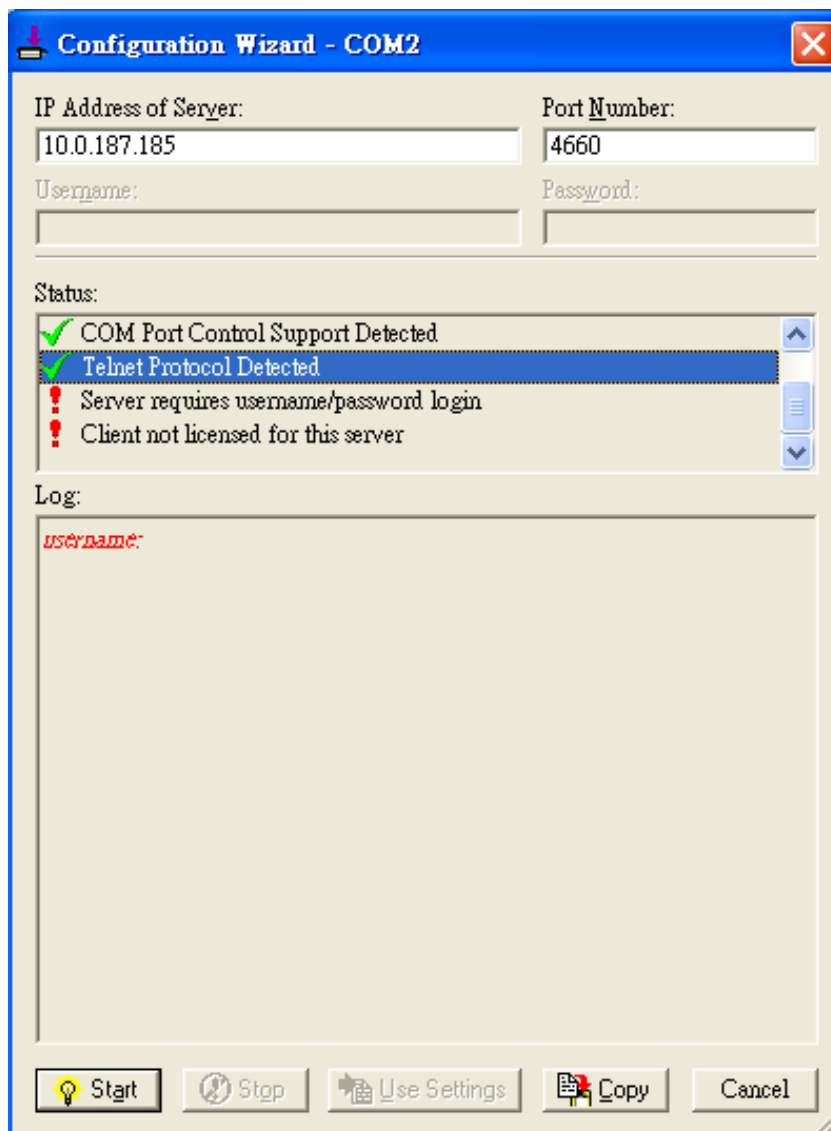 Configuration Wizard - COM2
IP Address of Server: Port Number:
10.0.187.185 4660
Username: Password:
Status:
COM Port Control Support Detected
Telnet Protocol Detected
Server requires username/password login
Client not licensed for this server
Log:
username:
Start Stop Use Settings Copy Cancel